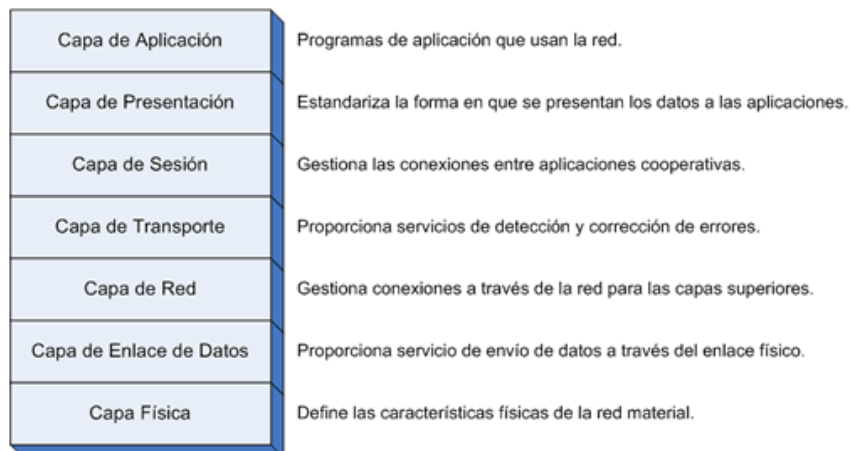 Capa de Aplicación Programas de aplicación que usan la red.
Capa de Presentación Estandariza la forma en que se presentan los datos a las aplicaciones.
Capa de Sesión Gestiona las conexiones entre aplicaciones cooperativas.
Capa de Transporte Proporciona servicios de detección y corrección de errores.
Capa de Red Gestiona conexiones a través de la red para las capas superiores.
Capa de Enlace de Datos Proporciona servicio de envío de datos a través del enlace físico.
Capa Física Define las características físicas de la red material.